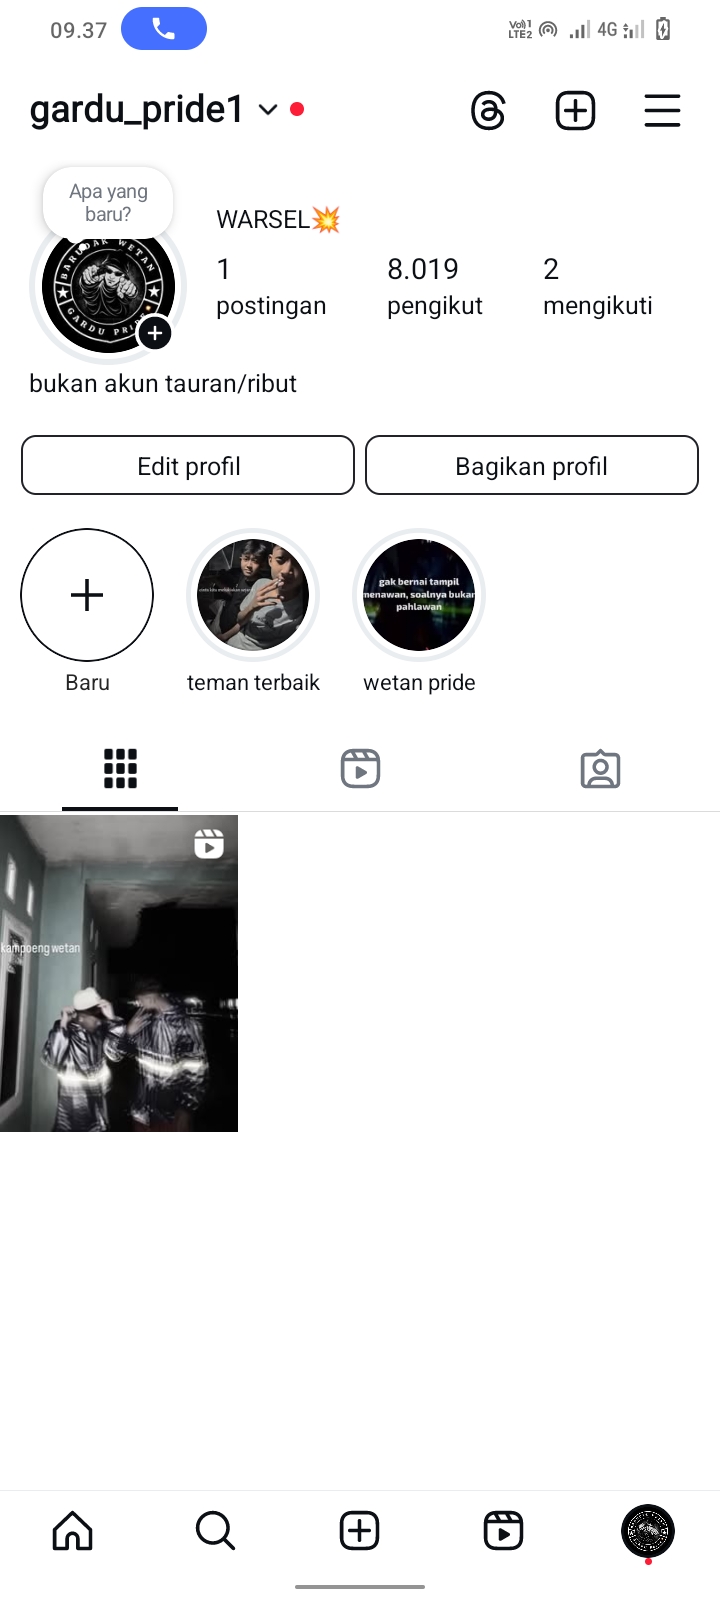 09.37
Vo))1
LTE2
4G
gardu_pride1
Apa yang
baru?
WARSEL💥
1
8.019
2
postingan
pengikut
mengikuti
BARUDAK WETAN
GARDU PRIDE
bukan akun tauran/ribut
Edit profil
Bagikan profil
gak bernai tampil
menawan, soalnya bukan
pahlawan
Baru
teman terbaik
wetan pride
kampoeng wetan